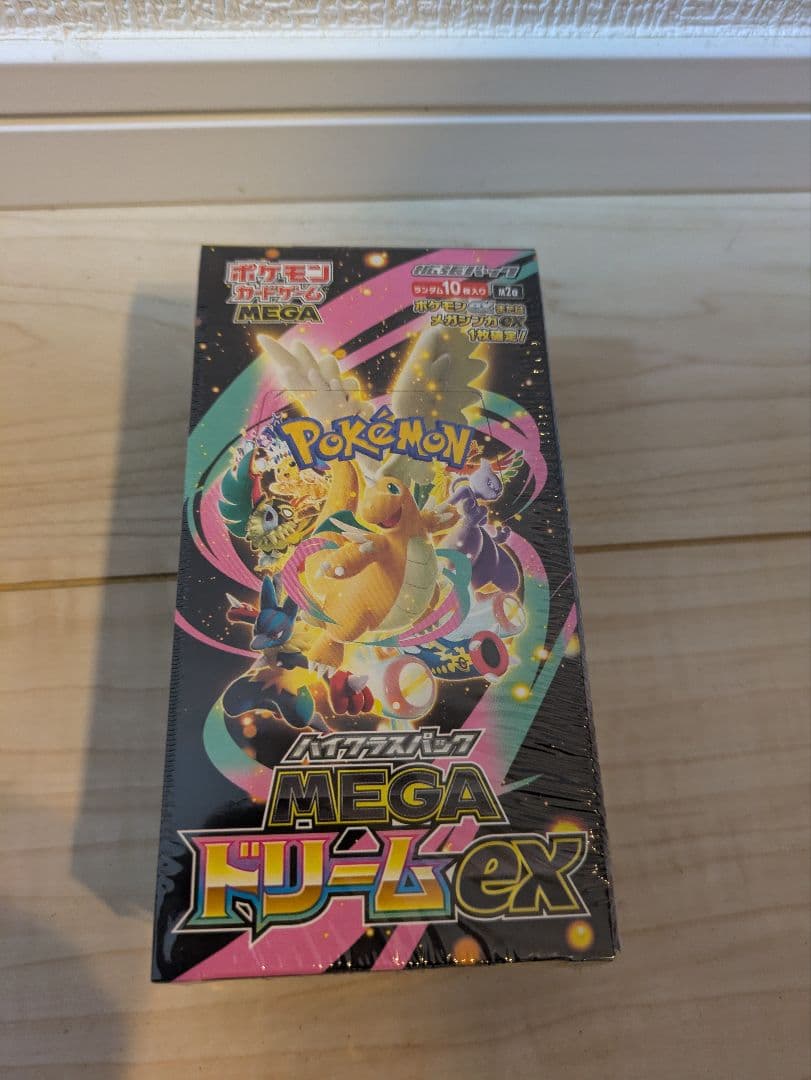 ポケモン
カードゲーム
MEGA
拡張パック
ランダム10枚入り M2a
ポケモンexまたは
メガシンカex
1枚確定!
POKéMON
ハイクラスパック
MEGA
ドリームex